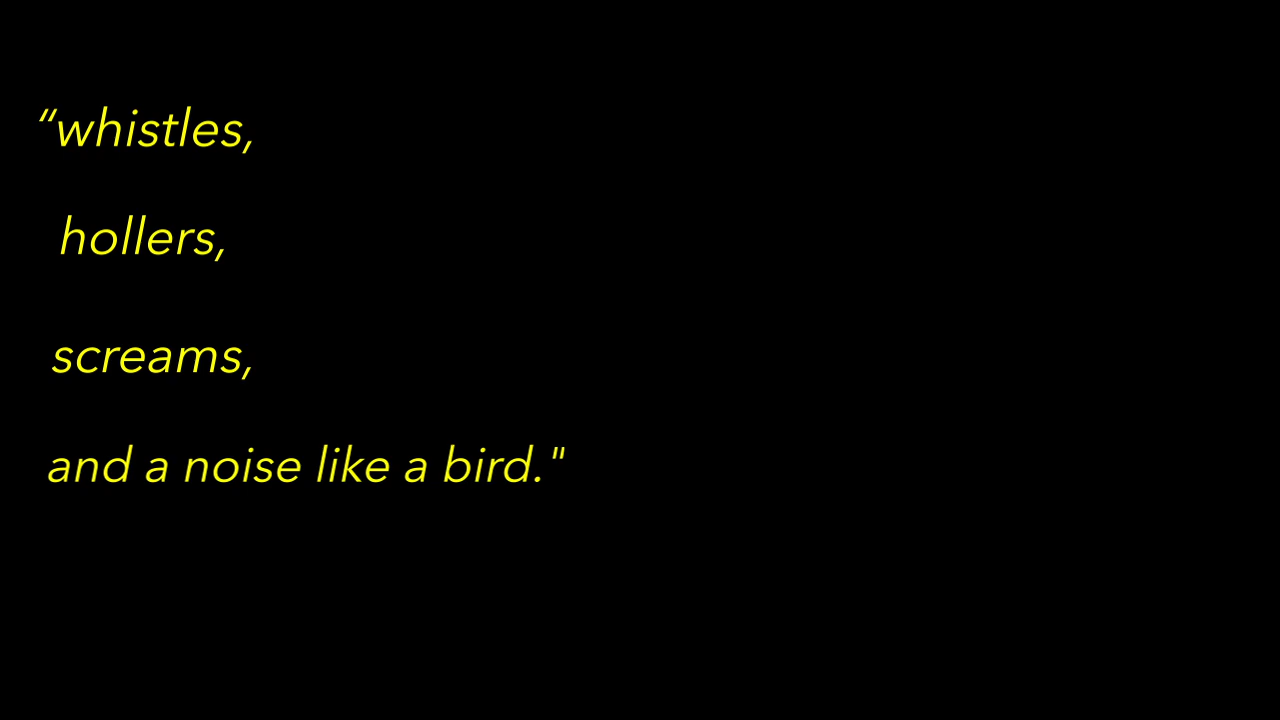 “whistles,
hollers,
screams,
and a noise like a bird."